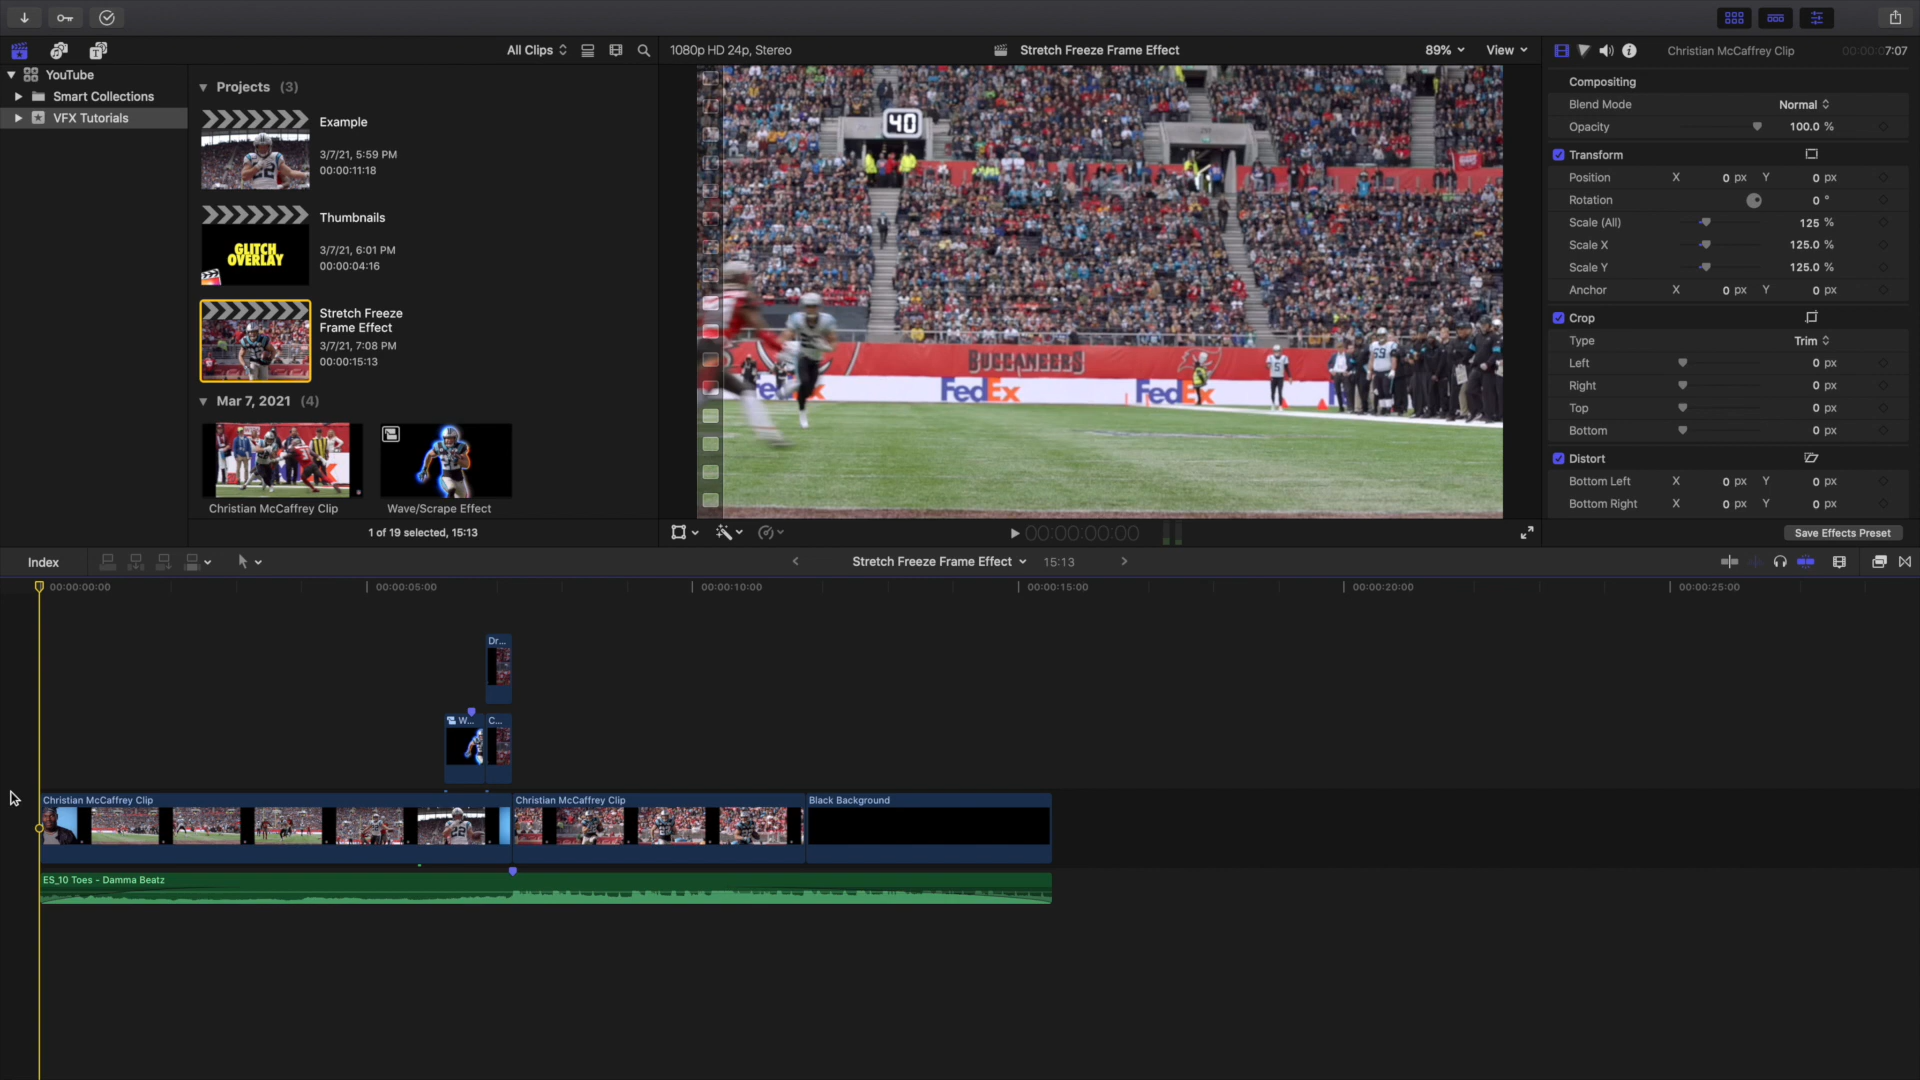 All Clips
1080p HD 24p, Stereo
Stretch Freeze Frame Effect
89%
View
Christian McCaffrey Clip
00:00:00:07:07
YouTube
Smart Collections
VFX Tutorials
Projects (3)
Example
3/7/21, 5:59 PM
00:00:11:18
Thumbnails
GLITCH
OVERLAY
3/7/21, 6:01 PM
00:00:04:16
Stretch Freeze
Frame Effect
3/7/21, 7:08 PM
00:00:15:13
Mar 7, 2021 (4)
Christian McCaffrey Clip
Wave/Scrape Effect
1 of 19 selected, 15:13
40
BUCCANEERS
FedEx
FedEx
00:00:00:00
Compositing
Blend Mode Normal
Opacity 100.0 %
Transform
Position X 0 px Y 0 px
Rotation 0 °
Scale (All) 125 %
Scale X 125.0 %
Scale Y 125.0 %
Anchor X 0 px Y 0 px
Crop
Type Trim
Left 0 px
Right 0 px
Top 0 px
Bottom 0 px
Distort
Bottom Left X 0 px Y 0 px
Bottom Right X 0 px Y 0 px
Save Effects Preset
Index
Stretch Freeze Frame Effect
15:13
00:00:00:00
00:00:05:00
00:00:10:00
00:00:15:00
00:00:20:00
00:00:25:00
Dr...
W...
C...
Christian McCaffrey Clip
Christian McCaffrey Clip
Black Background
ES_10 Toes - Damma Beatz